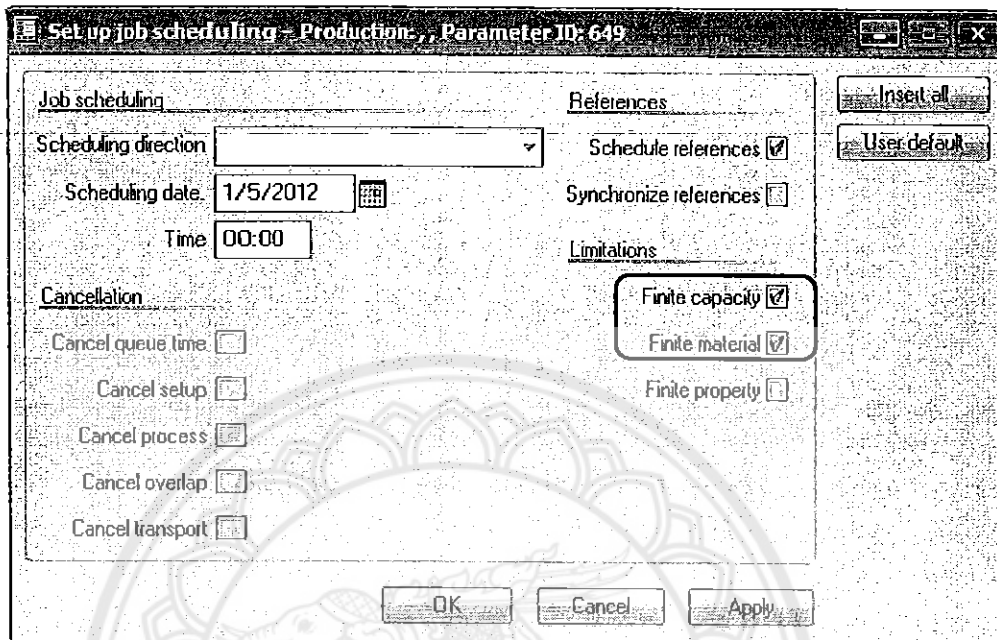 Set up job scheduling - Production: , , Parameter ID: 649
Job scheduling
Scheduling direction
Scheduling date: 1/5/2012
Time 00:00
Cancellation
Cancel queue time
Cancel setup
Cancel process
Cancel overlap
Cancel transport
References
Schedule references
Synchronize references
Limitations
Finite capacity
Finite material
Finite property
Insert all
User default
OK
Cancel
Apply